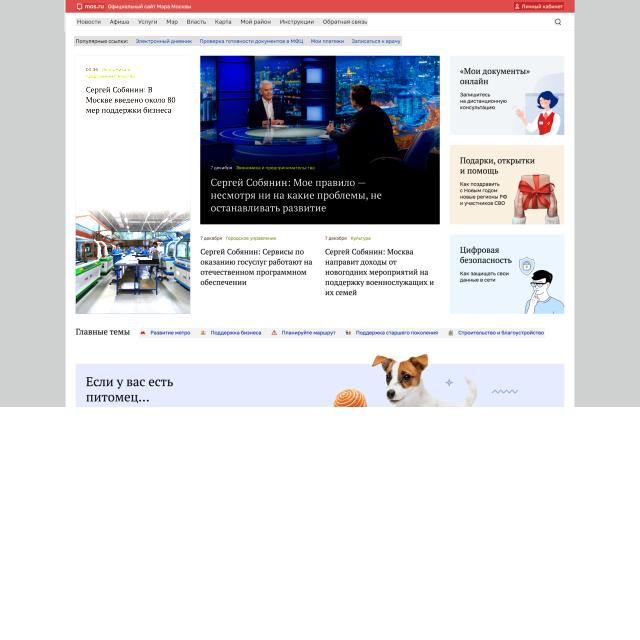 mos.ru Официальный сайт Мэра Москвы
Личный кабинет
Новости Афиша Услуги Мэр Власть Карта Мой район Инструкции Обратная связь
Популярные ссылки: Электронный дневник Проверка готовности документов в МФЦ Мои платежи Записаться к врачу
Сергей Собянин: В
Москве введено около 80
мер поддержки бизнеса
7 декабря Экономика и предпринимательство
Сергей Собянин: Мое правило —
несмотря ни на какие проблемы, не
останавливать развитие
7 декабря Городское управление
Сергей Собянин: Сервисы по
оказанию госуслуг работают на
отечественном программном
обеспечении
7 декабря Культура
Сергей Собянин: Москва
направит доходы от
новогодних мероприятий на
поддержку военнослужащих и
их семей
«Мои документы»
онлайн
Запишитесь
на дистанционную
консультацию
Подарки, открытки
и помощь
Как поздравить
с Новым годом
новые регионы РФ
и участников СВО
Цифровая
безопасность
Как защищать свои
данные в сети
Главные темы Развитие метро Поддержка бизнеса Планируйте маршрут Поддержка старшего поколения Строительство и благоустройство
Если у вас есть
питомец...